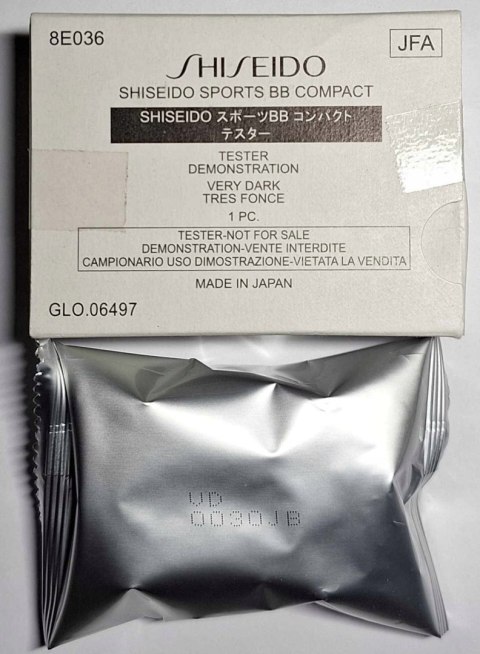 8E036
JFA
SHISEIDO
SHISEIDO SPORTS BB COMPACT
SHISEIDO スポーツBB コンパクト
テスター
TESTER
DEMONSTRATION
VERY DARK
TRES FONCE
1 PC.
TESTER-NOT FOR SALE
DEMONSTRATION-VENTE INTERDITE
CAMPIONARIO USO DIMOSTRAZIONE-VIETATA LA VENDITA
MADE IN JAPAN
GLO.06497
VD
0090JB